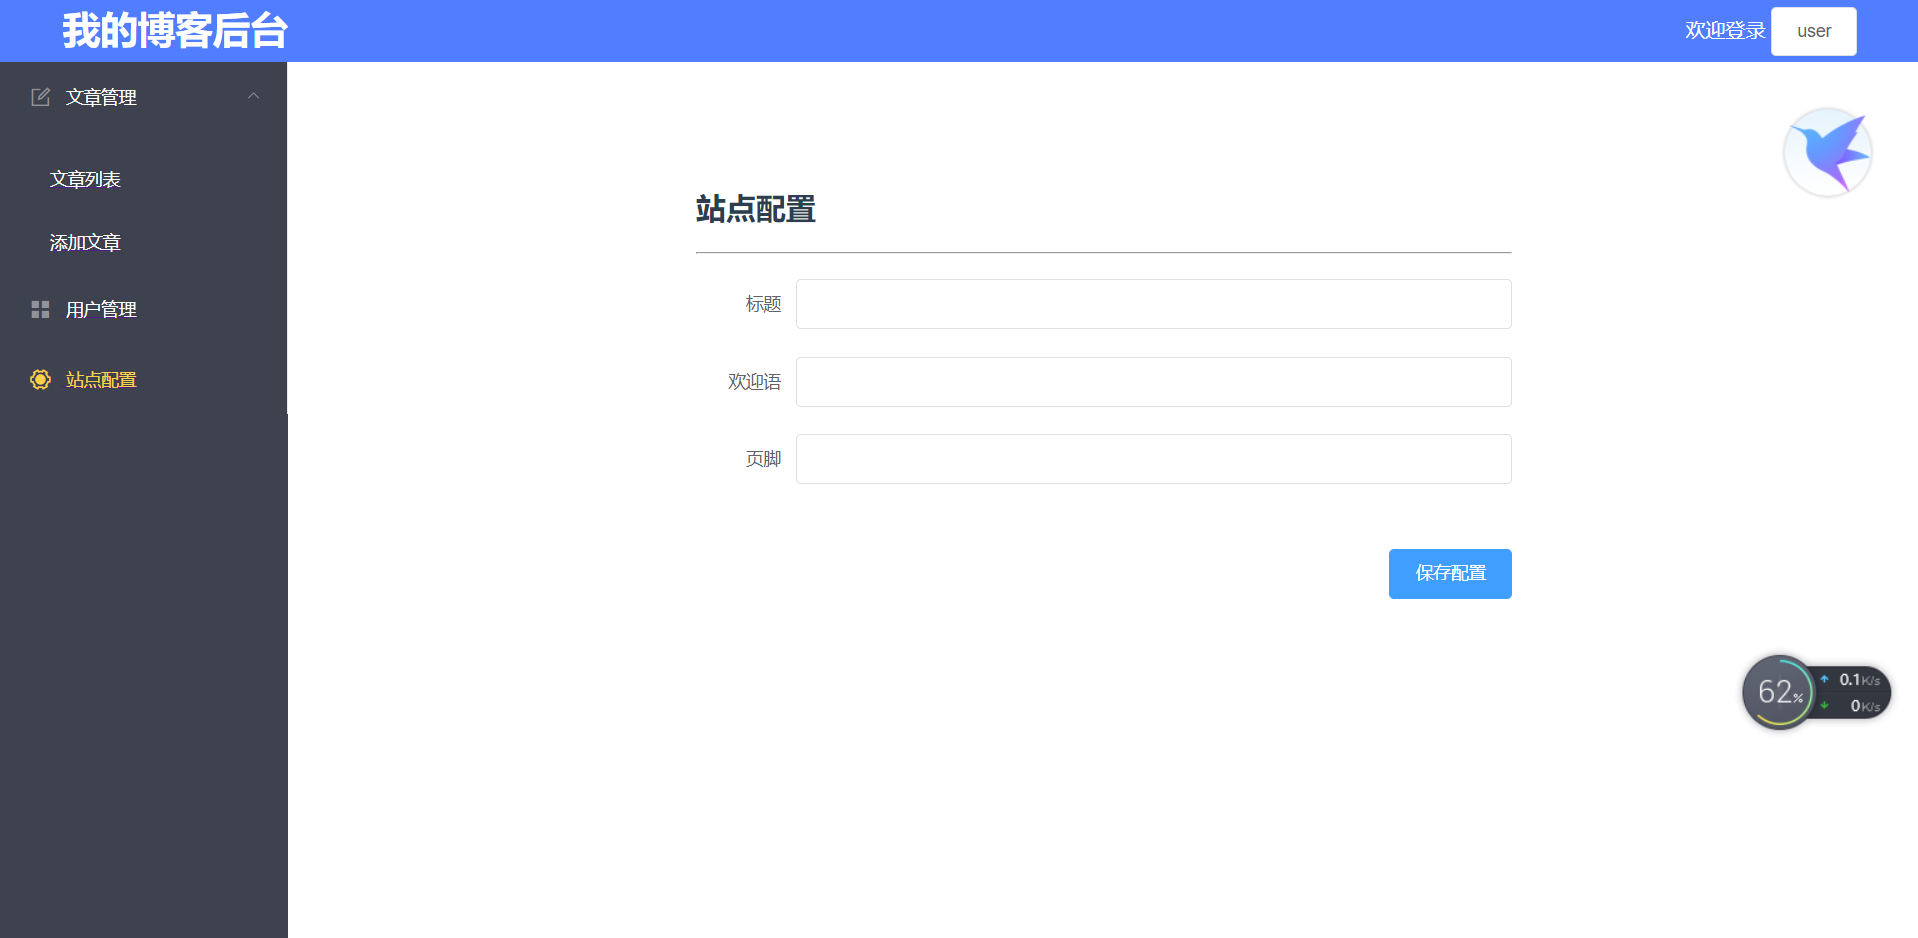 我的博客后台
欢迎登录 user
文章管理
文章列表
添加文章
用户管理
站点配置
站点配置
标题
欢迎语
页脚
保存配置
62%
0.1K/s
0K/s